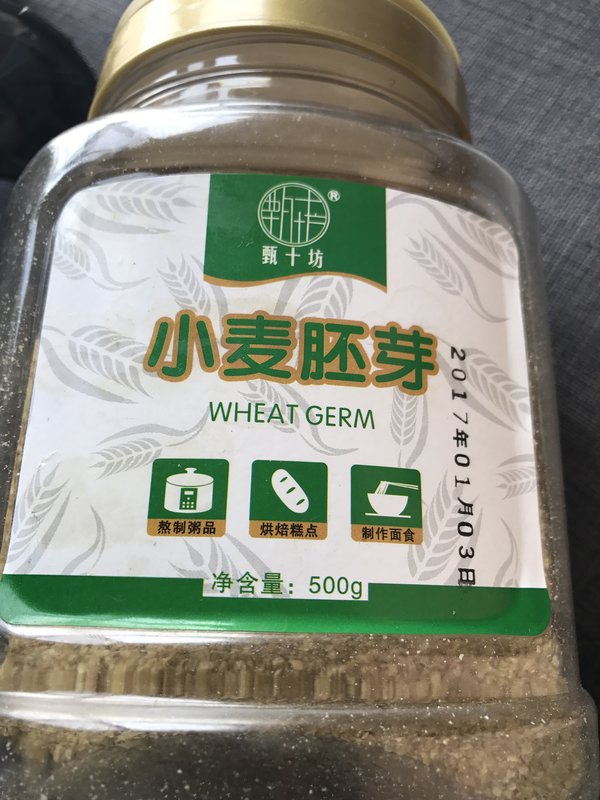 ®
甄十坊
小麦胚芽
WHEAT GERM
2017年01月03日
熬制粥品
烘焙糕点
制作面食
净含量：500g